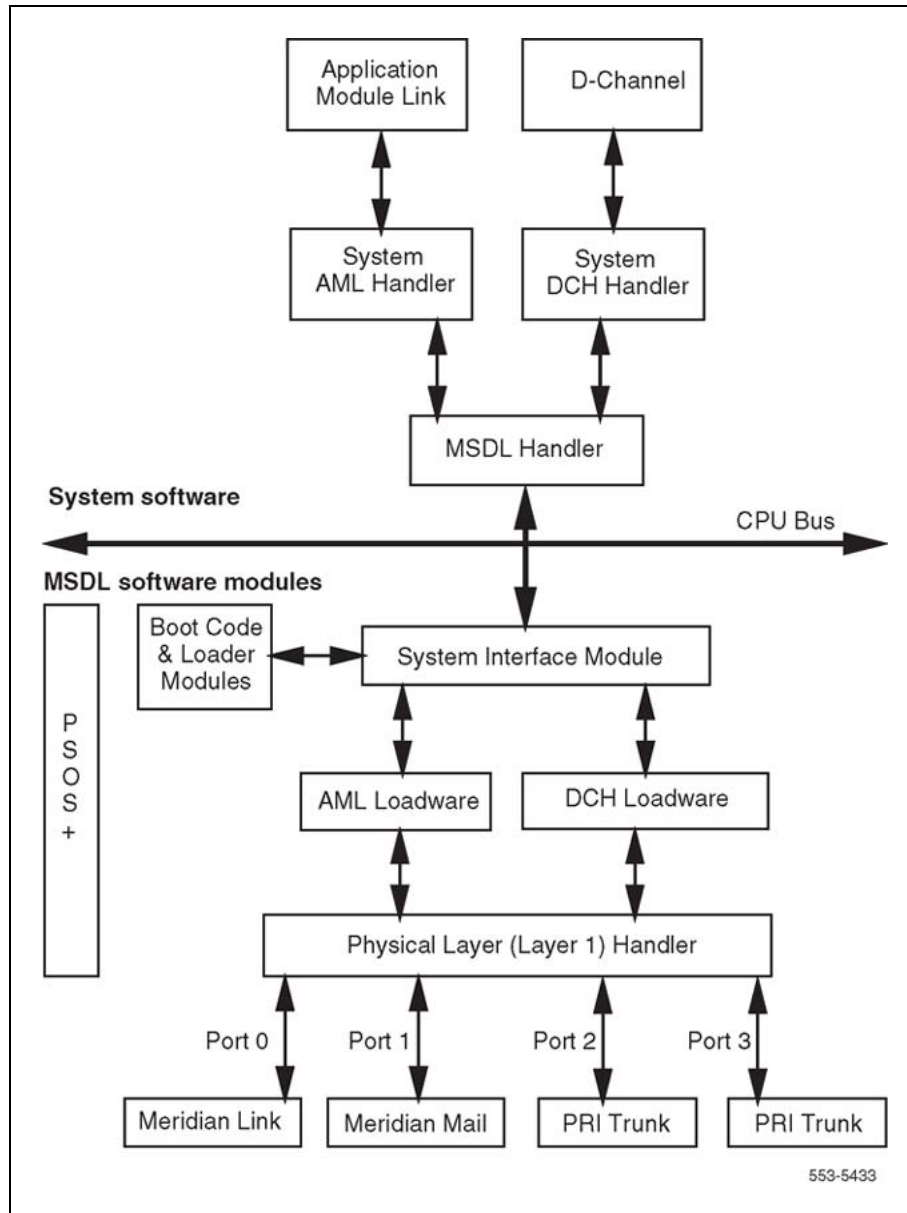 Application
Module Link
D-Channel
System
AML Handler
System
DCH Handler
MSDL Handler
System software
CPU Bus
MSDL software modules
Boot Code
& Loader
Modules
System Interface Module
P
S
O
S
+
AML Loadware
DCH Loadware
Physical Layer (Layer 1) Handler
Port 0
Port 1
Port 2
Port 3
Meridian Link
Meridian Mail
PRI Trunk
PRI Trunk
553-5433